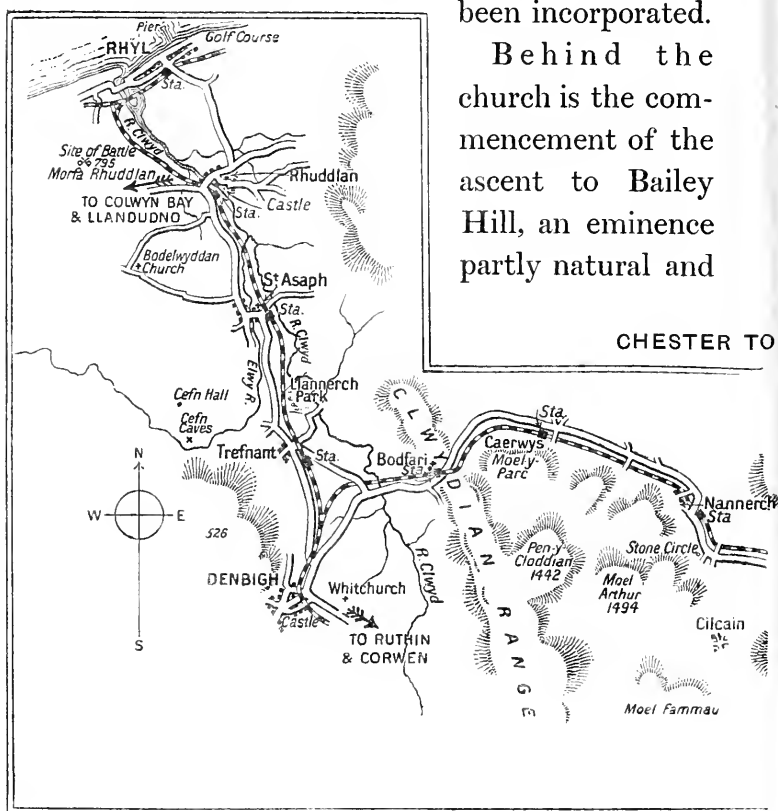 been incorporated.
Behind the
church is the com-
mencement of the
ascent to Bailey
Hill, an eminence
partly natural and
CHESTER TO
Pier
RHYL
Golf Course
Sta.
R. Clwyd
Site of Battle
795
Morfa Rhuddlan
Rhuddlan
TO COLWYN BAY
& LLANDUDNO
Sta.
Castle
Bodelwyddan
Church
St Asaph
Sta.
R. Clwyd
Elwy R.
Llannerch
Park
Cefn Hall
Cefn
Caves
Trefnant
Sta.
Bodfari
Sta.
CLWYDIAN RANGE
Sta.
Caerwys
Moel-y-
Parc
Nannerch
Sta
N
W
E
S
526
Pen-y-
Cloddian
1442
Stone Circle
Moel
Arthur
1494
DENBIGH
Castle
Whitchurch
R. Clwyd
TO RUTHIN
& CORWEN
Cilcain
Moel Fammau